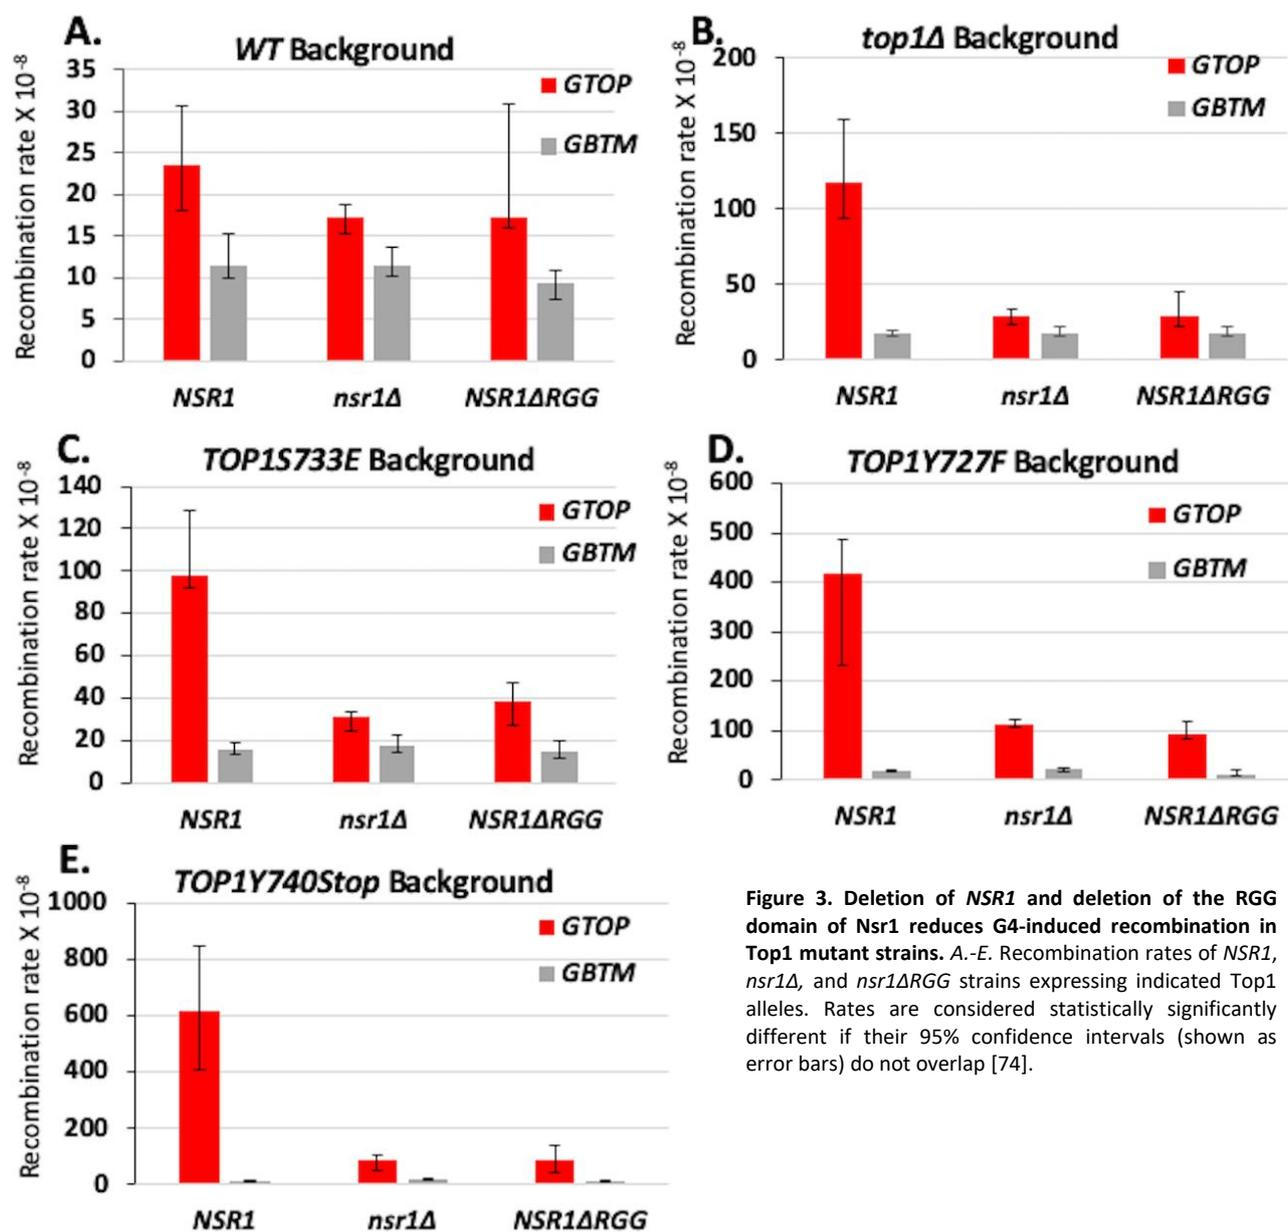 A.
WT Background
Recombination rate X 10-8
35
30
25
20
15
10
5
0
GTOP
GBTM
NSR1
nsr1Δ
NSR1ΔRGG
B.
top1Δ Background
Recombination rate X 10-8
200
150
100
50
0
GTOP
GBTM
NSR1
nsr1Δ
NSR1ΔRGG
C.
TOP1S733E Background
Recombination rate X 10-8
140
120
100
80
60
40
20
0
GTOP
GBTM
NSR1
nsr1Δ
NSR1ΔRGG
D.
TOP1Y727F Background
Recombination rate X 10-8
600
500
400
300
200
100
0
GTOP
GBTM
NSR1
nsr1Δ
NSR1ΔRGG
E.
TOP1Y740Stop Background
Recombination rate X 10-8
1000
800
600
400
200
0
GTOP
GBTM
NSR1
nsr1Δ
NSR1ΔRGG
Figure 3. Deletion of NSR1 and deletion of the RGG
domain of Nsr1 reduces G4-induced recombination in
Top1 mutant strains. A.-E. Recombination rates of NSR1,
nsr1Δ, and nsr1ΔRGG strains expressing indicated Top1
alleles. Rates are considered statistically significantly
different if their 95% confidence intervals (shown as
error bars) do not overlap [74].